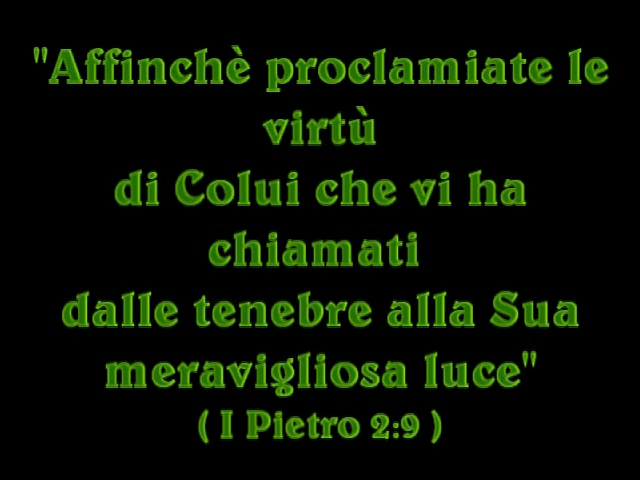 "Affinchè proclamiate le
virtù
di Colui che vi ha
chiamati
dalle tenebre alla Sua
meravigliosa luce"
( I Pietro 2:9 )